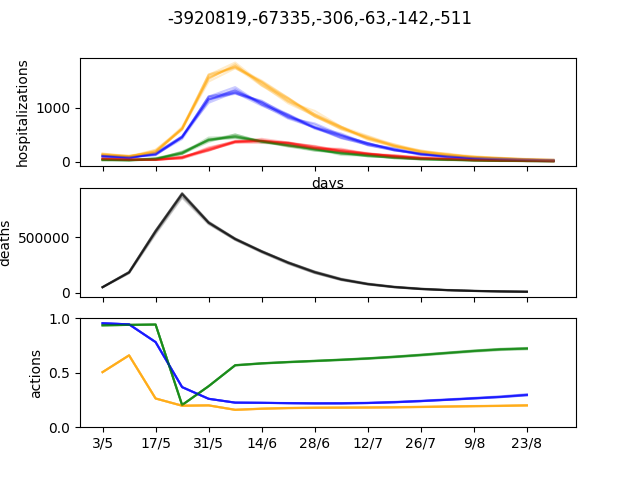 -3920819,-67335,-306,-63,-142,-511
hospitalizations
1000
0
days
deaths
500000
0
actions
1.0
0.5
0.0
3/5 17/5 31/5 14/6 28/6 12/7 26/7 9/8 23/8